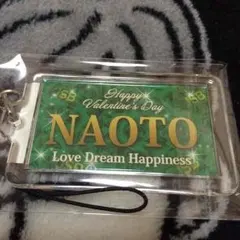 Happy
Valentine's Day
NAOTO
Love Dream Happiness